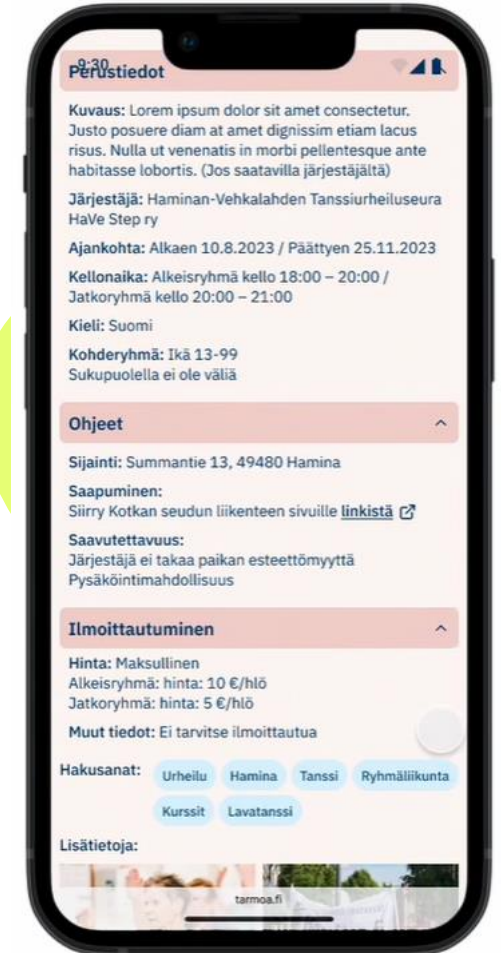 9:30
Perustiedot
Kuvaus: Lorem ipsum dolor sit amet consectetur.
Justo posuere diam at amet dignissim etiam lacus
risus. Nulla ut venenatis in morbi pellentesque ante
habitasse lobortis. (Jos saatavilla järjestäjältä)
Järjestäjä: Haminan-Vehkalahden Tanssiurheiluseura
HaVe Step ry
Ajankohta: Alkaen 10.8.2023 / Päättyen 25.11.2023
Kellonaika: Alkeisryhmä kello 18:00 – 20:00 /
Jatkoryhmä kello 20:00 – 21:00
Kieli: Suomi
Kohderyhmä: Ikä 13-99
Sukupuolella ei ole väliä
Ohjeet
Sijainti: Summantie 13, 49480 Hamina
Saapuminen:
Siirry Kotkan seudun liikenteen sivuille linkistä
Saavutettavuus:
Järjestäjä ei takaa paikan esteettömyyttä
Pysäköintimahdollisuus
Ilmoittautuminen
Hinta: Maksullinen
Alkeisryhmä: hinta: 10 €/hlö
Jatkoryhmä: hinta: 5 €/hlö
Muut tiedot: Ei tarvitse ilmoittautua
Hakusanat: Urheilu Hamina Tanssi Ryhmäliikunta
Kurssit Lavatanssi
Lisätietoja:
tarmoa.fi